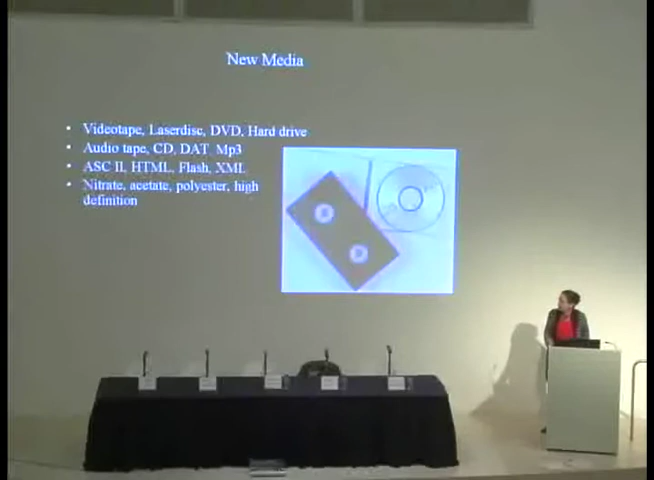 New Media
• Videotape, Laserdisc, DVD, Hard drive
• Audio tape, CD, DAT, Mp3
• ASC II, HTML, Flash, XML
• Nitrate, acetate, polyester, high
definition